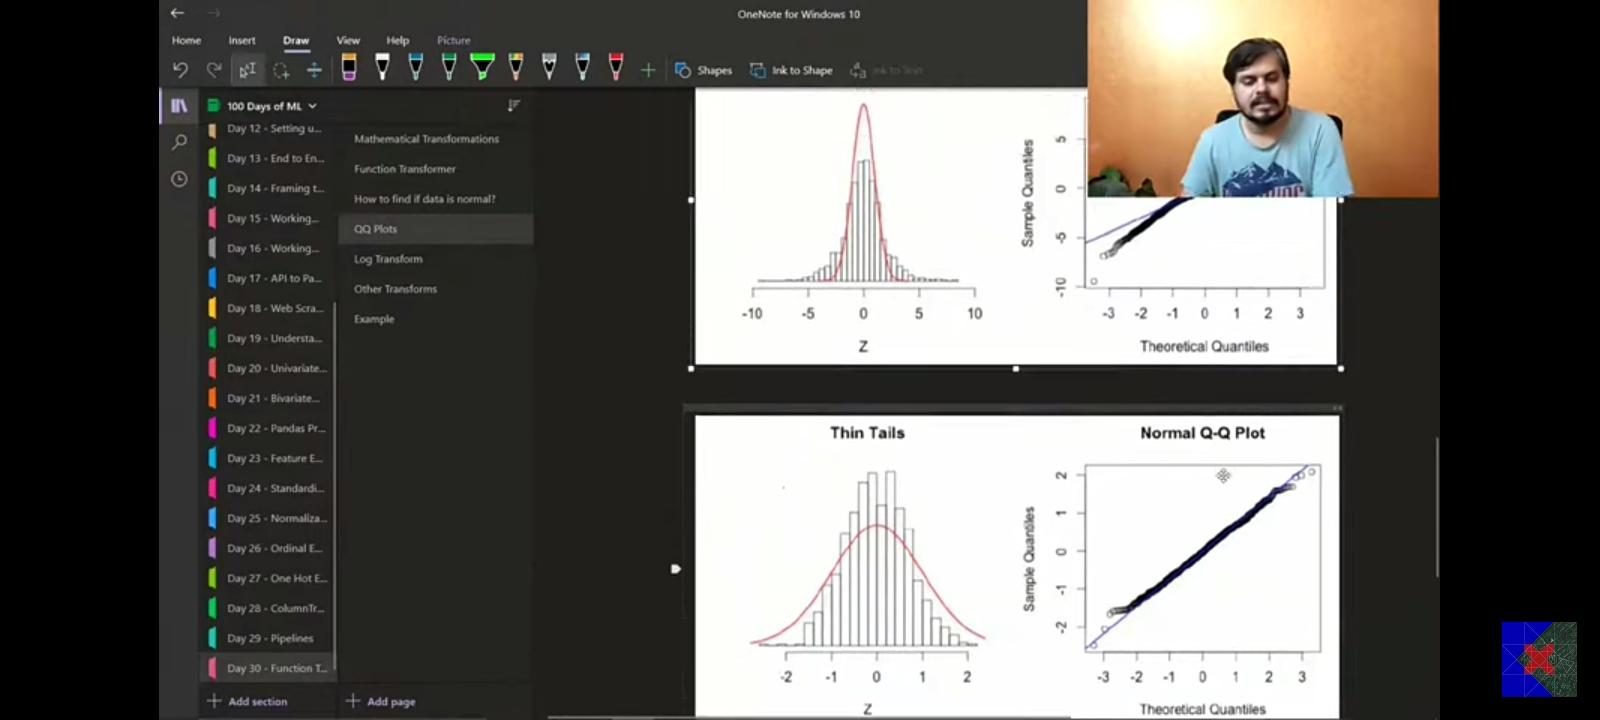 OneNote for Windows 10
Home Insert Draw View Help Picture
Shapes Ink to Shape Ink to Text
100 Days of ML
Day 12 - Setting u...
Day 13 - End to En...
Day 14 - Framing t...
Day 15 - Working...
Day 16 - Working...
Day 17 - API to Pa...
Day 18 - Web Scra...
Day 19 - Understa...
Day 20 - Univariate...
Day 21 - Bivariate...
Day 22 - Pandas Pr...
Day 23 - Feature E...
Day 24 - Standardi...
Day 25 - Normaliza...
Day 26 - Ordinal E...
Day 27 - One Hot E...
Day 28 - ColumnTr...
Day 29 - Pipelines
Day 30 - Function T...
Add section
Mathematical Transformations
Function Transformer
How to find if data is normal?
QQ Plots
Log Transform
Other Transforms
Example
Add page
-10 -5 0 5 10
Z
Sample Quantiles
5
0
-5
-10
-3 -2 -1 0 1 2 3
Theoretical Quantiles
Thin Tails
-2 -1 0 1 2
Z
Normal Q-Q Plot
Sample Quantiles
2
1
0
-1
-2
-3 -2 -1 0 1 2 3
Theoretical Quantiles